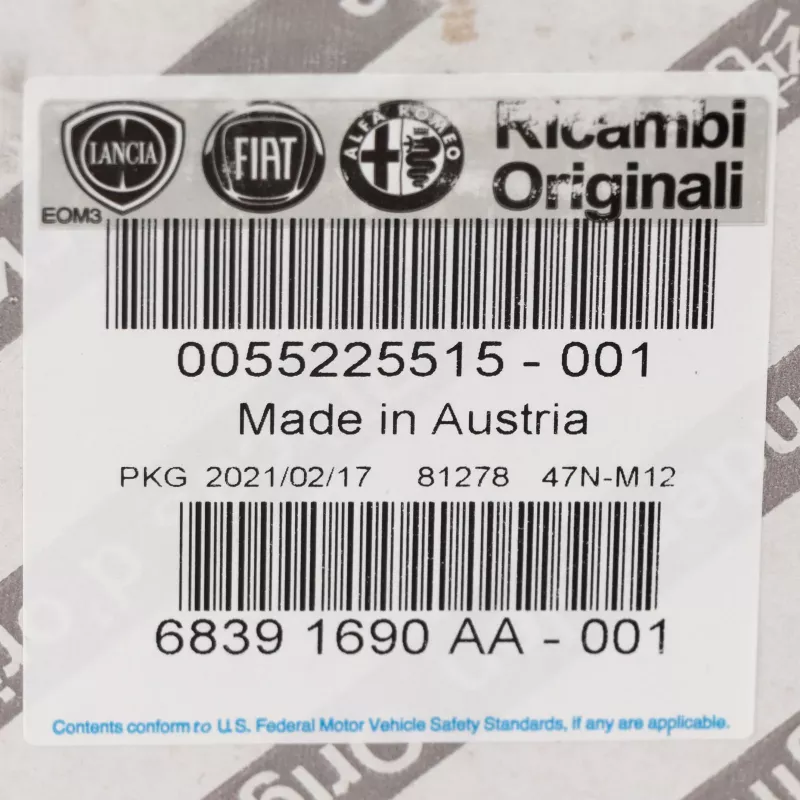 LANCIA FIAT ALFA ROMEO Ricambi
Originali
EOM3
0055225515 - 001
Made in Austria
PKG 2021/02/17 81278 47N-M12
6839 1690 AA - 001
Contents conform to U.S. Federal Motor Vehicle Safety Standards, if any are applicable.